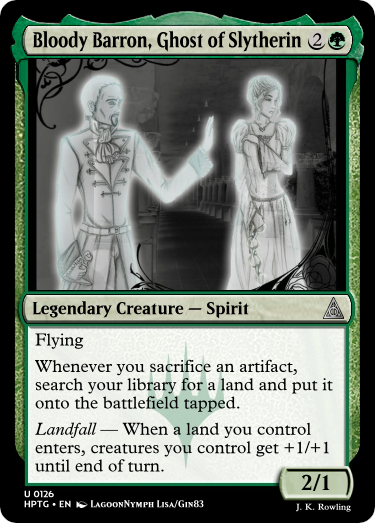 Bloody Barron, Ghost of Slytherin 2
Legendary Creature — Spirit
Flying
Whenever you sacrifice an artifact,
search your library for a land and put it
onto the battlefield tapped.
Landfall — When a land you control
enters, creatures you control get +1/+1
until end of turn.
2/1
U 0126
HPTG • EN LagoonNymph Lisa/Gin83
J. K. Rowling